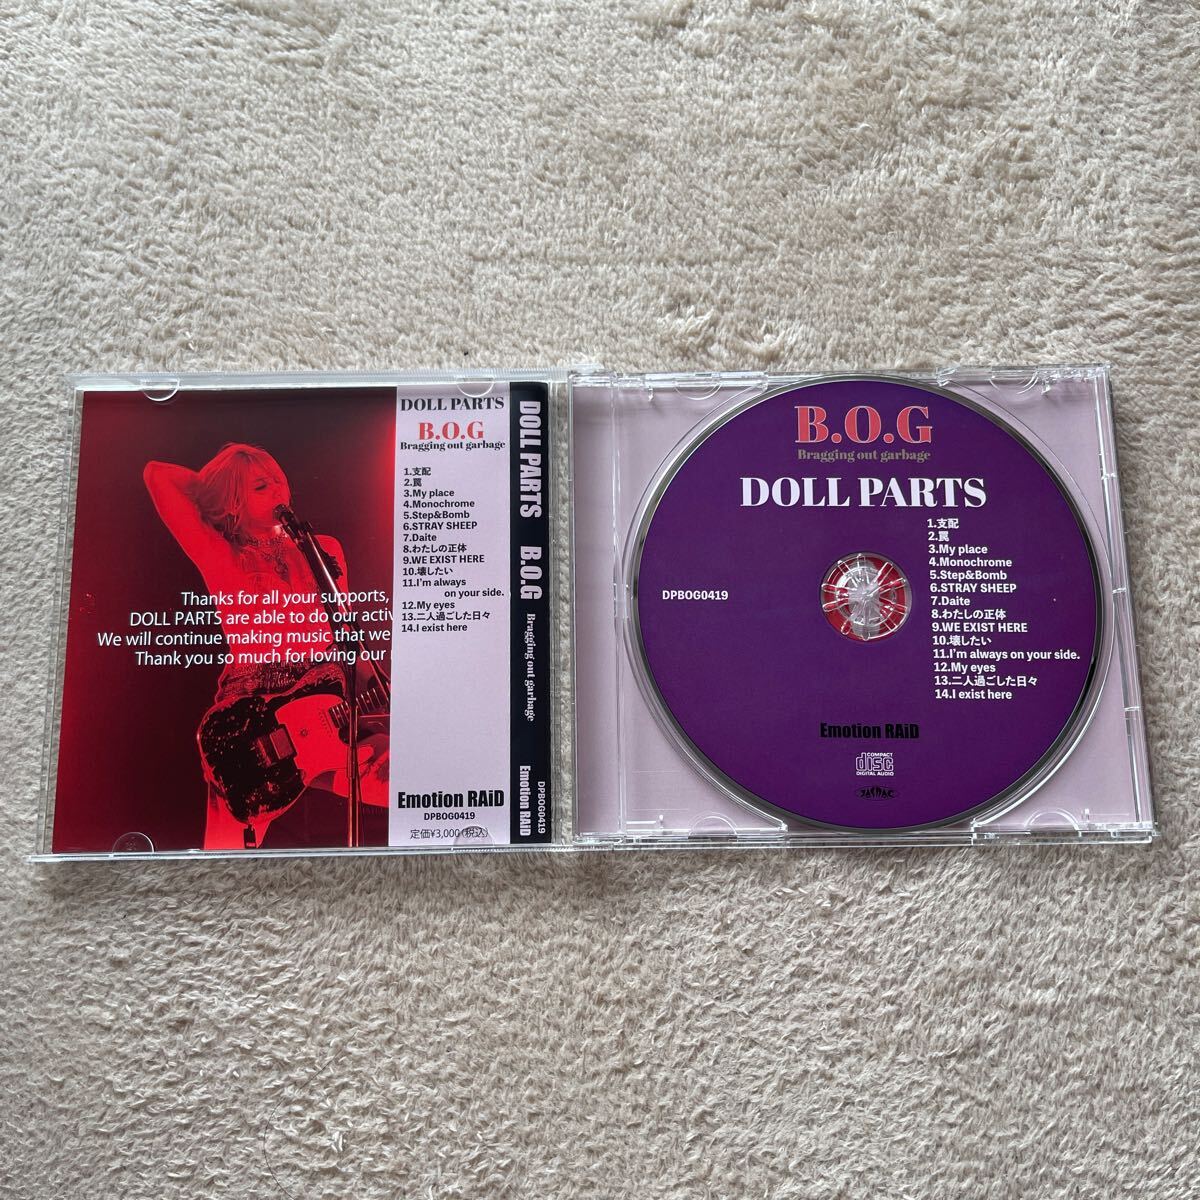 Thanks for all your supports,
DOLL PARTS are able to do our activ
We will continue making music that we
Thank you so much for loving our
DOLL PARTS
B.O.G
Bragging out garbage
1.支配
2.罠
3.My place
4.Monochrome
5.Step&Bomb
6.STRAY SHEEP
7.Daite
8.わたしの正体
9.WE EXIST HERE
10.壊したい
11.I'm always
on your side.
12.My eyes
13.二人過ごした日々
14.I exist here
Emotion RAiD
DPBOG0419
定価¥3,000(税込)
DOLL PARTS B.O.G Bragging out garbage
DPBOG0419
Emotion RAiD
B.O.G
Bragging out garbage
DOLL PARTS
1.支配
2.罠
3.My place
4.Monochrome
5.Step&Bomb
6.STRAY SHEEP
7.Daite
8.わたしの正体
9.WE EXIST HERE
10.壊したい
11.I'm always on your side.
12.My eyes
13.二人過ごした日々
14.I exist here
DPBOG0419
Emotion RAiD
COMPACT
disc
DIGITAL AUDIO
JASRAC